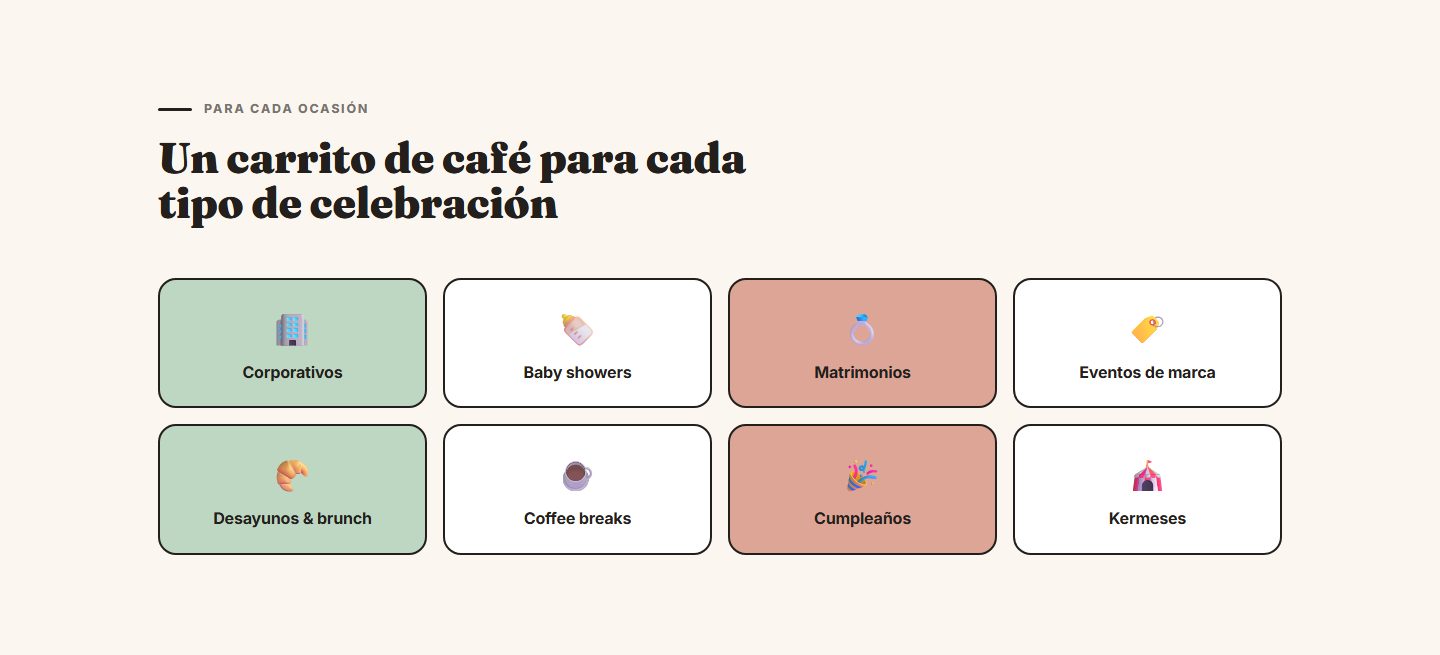 PARA CADA OCASIÓN
Un carrito de café para cada
tipo de celebración
Corporativos
Baby showers
Matrimonios
Eventos de marca
Desayunos & brunch
Coffee breaks
Cumpleaños
Kermeses